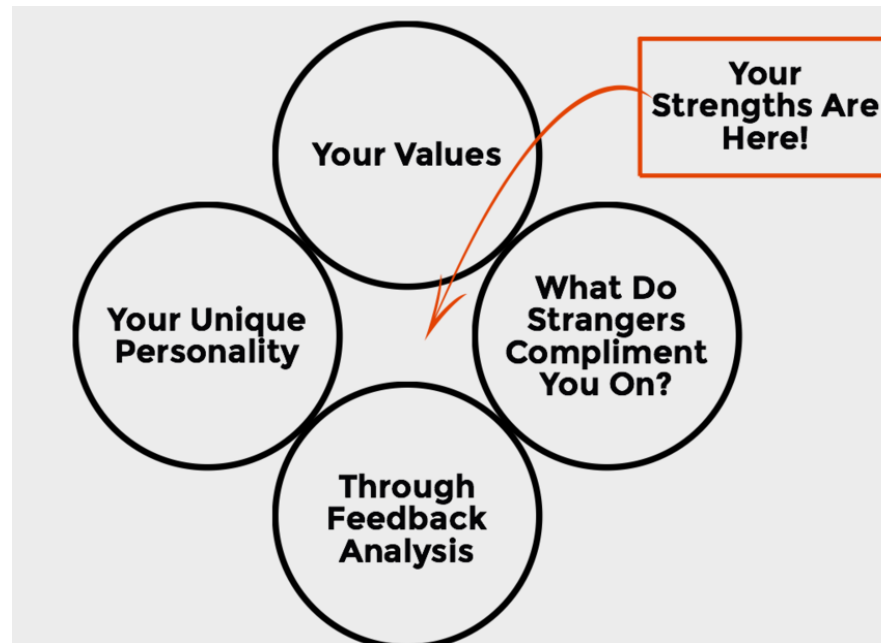 Your
Strengths Are
Here!
Your Values
Your Unique
Personality
What Do
Strangers
Compliment
You On?
Through
Feedback
Analysis